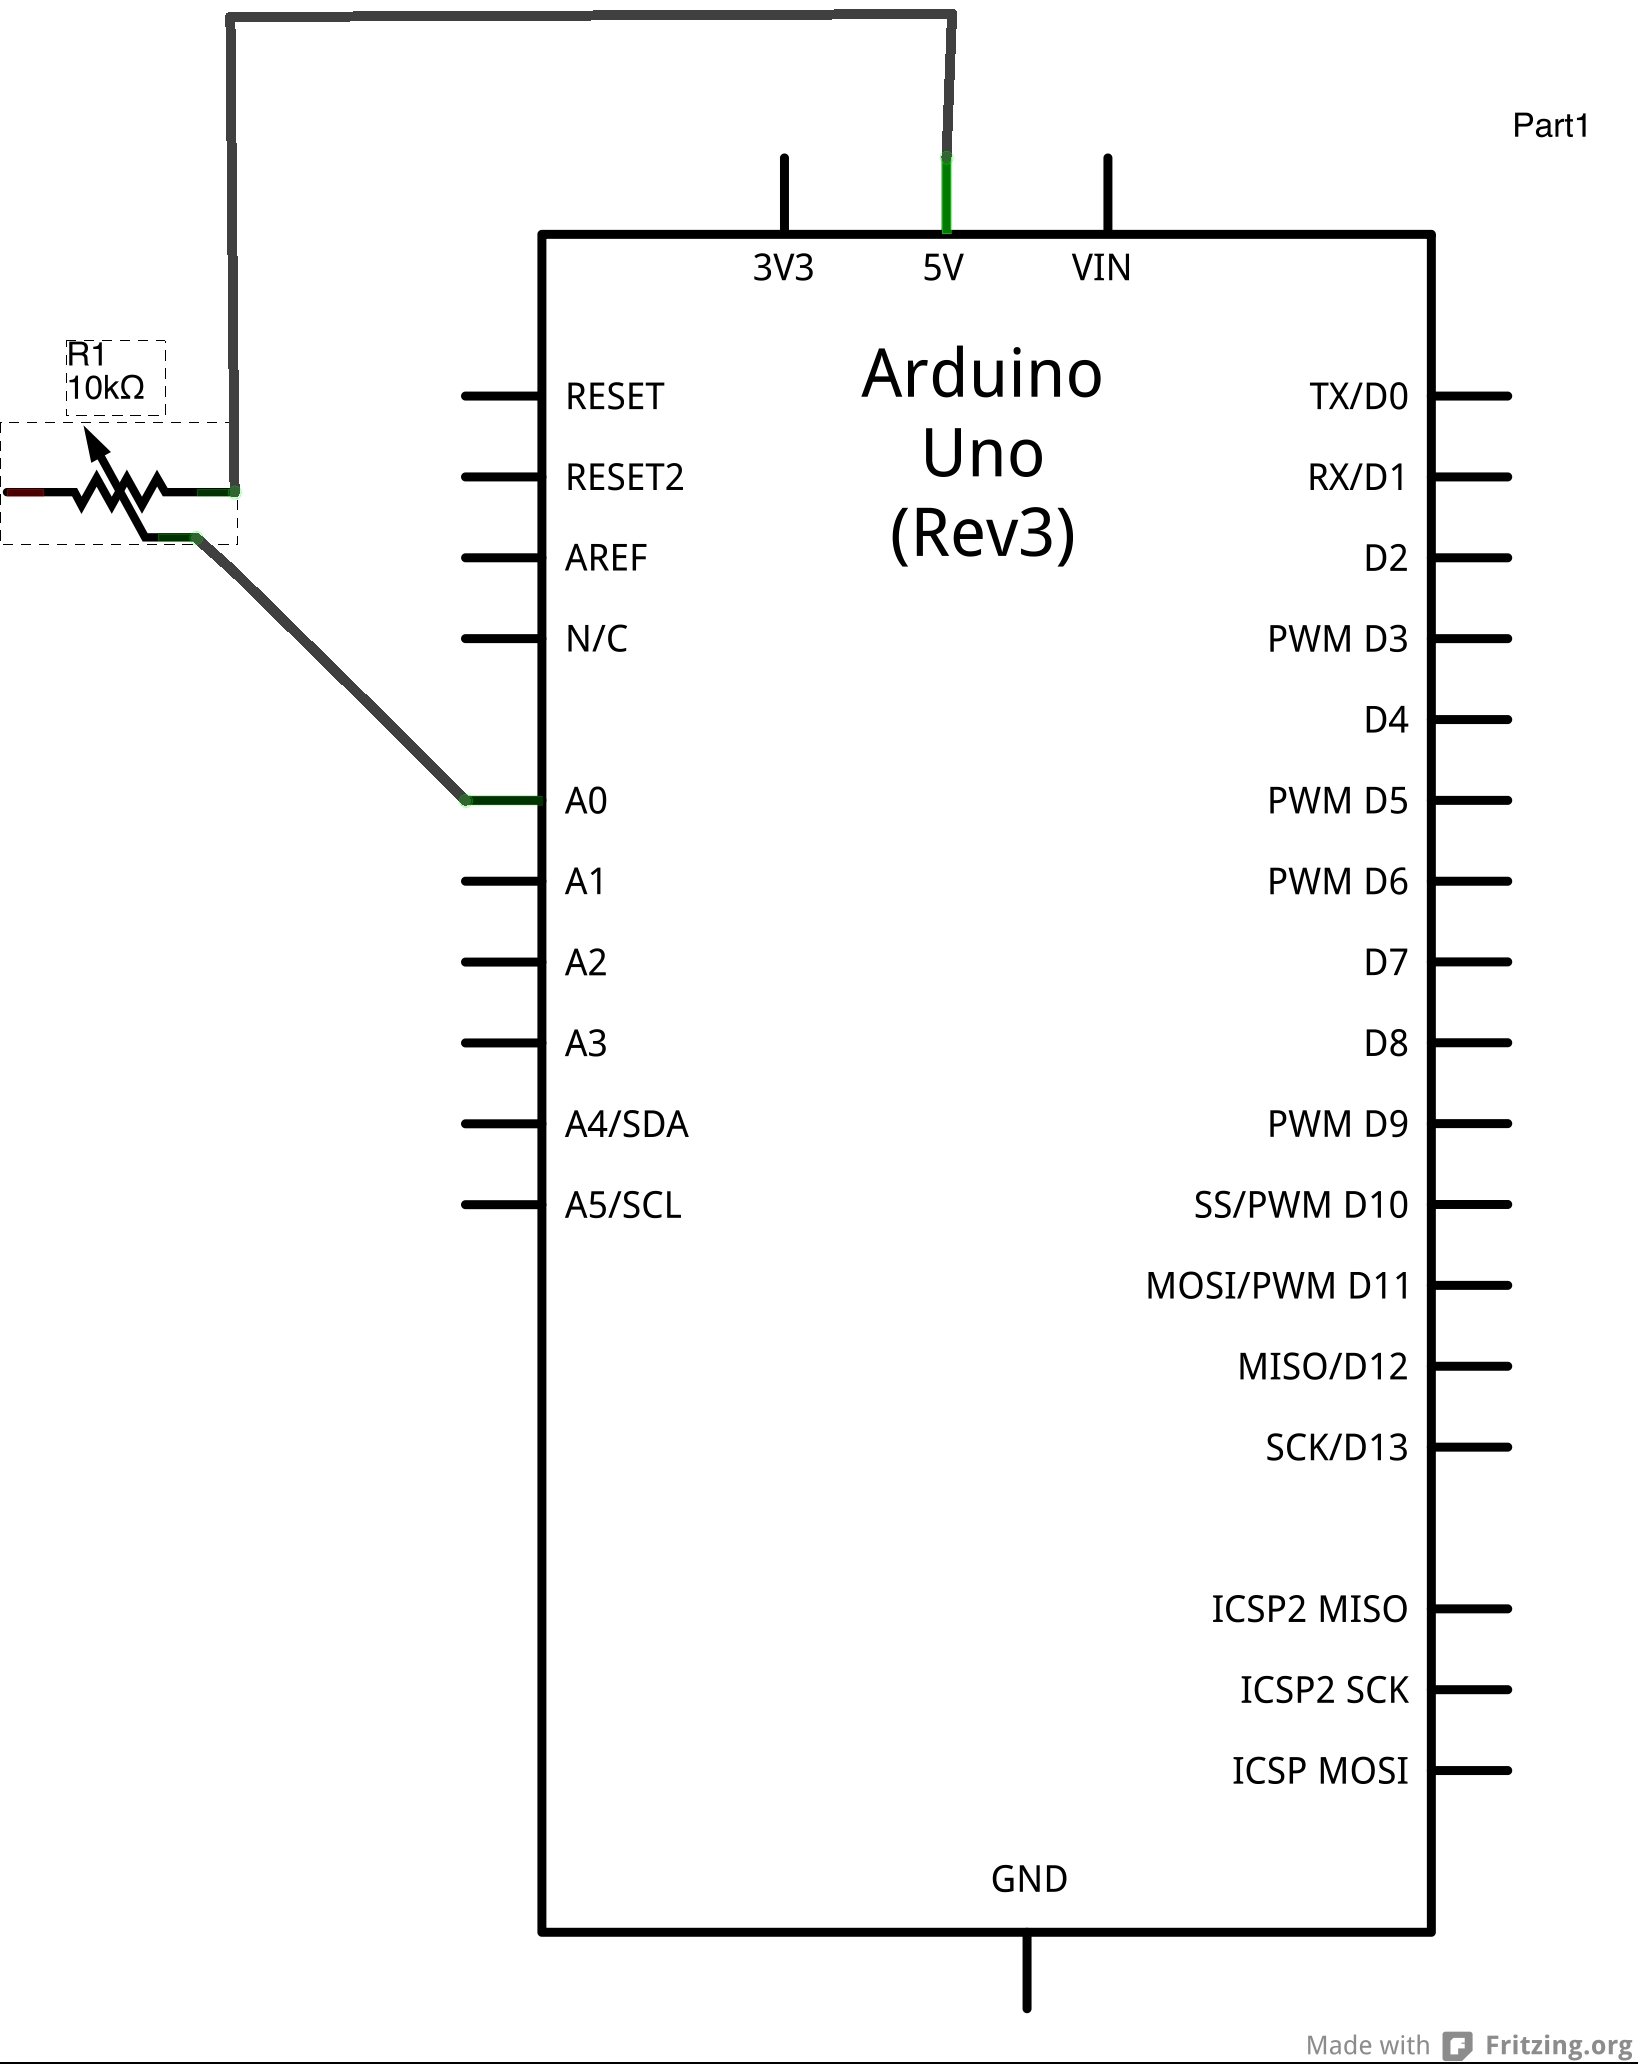 Part1
3V3
5V
VIN
R1
10kΩ
Arduino
Uno
(Rev3)
RESET
RESET2
AREF
N/C
A0
A1
A2
A3
A4/SDA
A5/SCL
TX/D0
RX/D1
D2
PWM D3
D4
PWM D5
PWM D6
D7
D8
PWM D9
SS/PWM D10
MOSI/PWM D11
MISO/D12
SCK/D13
ICSP2 MISO
ICSP2 SCK
ICSP MOSI
GND
Made with Fritzing.org